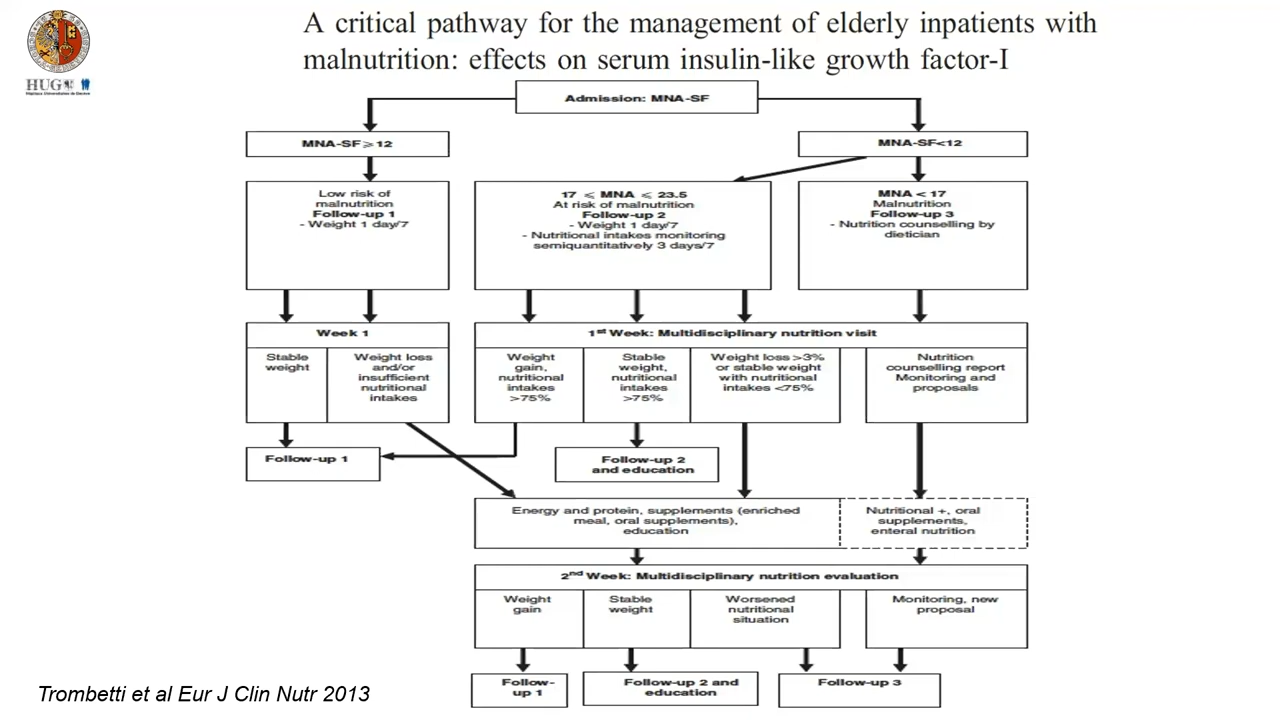 A critical pathway for the management of elderly inpatients with
malnutrition: effects on serum insulin-like growth factor-I
HUG
Hôpitaux Universitaires de Genève
Admission: MNA-SF
MNA-SF⩾12
MNA-SF<12
Low risk of
malnutrition
Follow-up 1
- Weight 1 day/7
17 ⩽ MNA ⩽ 23.5
At risk of malnutrition
Follow-up 2
- Weight 1 day/7
- Nutritional intakes monitoring
semiquantitatively 3 days/7
MNA < 17
Malnutrition
Follow-up 3
- Nutrition counselling by
dietician
Week 1
Stable
weight
Weight loss
and/or
insufficient
nutritional
intakes
1st Week: Multidisciplinary nutrition visit
Weight
gain,
nutritional
intakes
>75%
Stable
weight,
nutritional
intakes
>75%
Weight loss >3%
or stable weight
with nutritional
intakes <75%
Nutrition
counselling report
Monitoring and
proposals
Follow-up 1
Follow-up 2
and education
Energy and protein, supplements (enriched
meal, oral supplements),
education
Nutritional +, oral
supplements,
enteral nutrition
2nd Week: Multidisciplinary nutrition evaluation
Weight
gain
Stable
weight
Worsened
nutritional
situation
Monitoring, new
proposal
Follow-
up 1
Follow-up 2 and
education
Follow-up 3
Trombetti et al Eur J Clin Nutr 2013